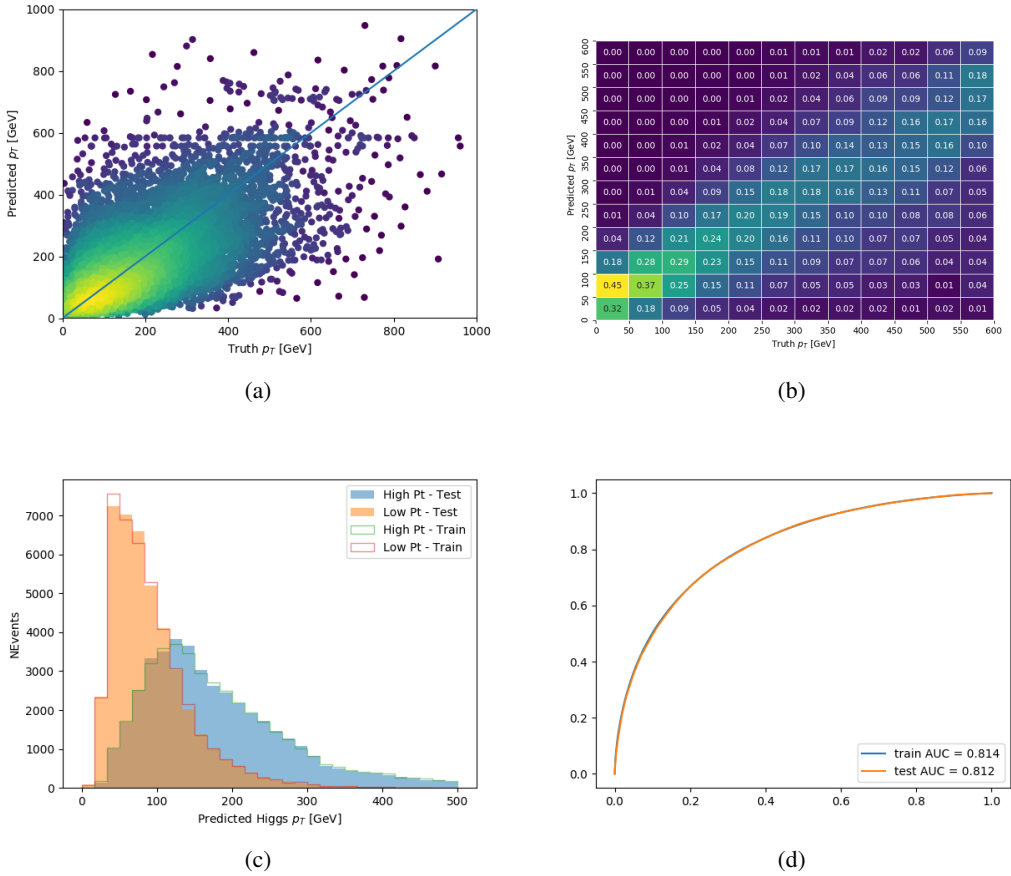 1000
800
600
400
200
0
Predicted pT [GeV]
0 200 400 600 800 1000
Truth pT [GeV]
(a)
600
550
500
450
400
350
300
250
200
150
100
50
0
Predicted pT [GeV]
0.00 0.00 0.00 0.00 0.00 0.01 0.01 0.01 0.02 0.02 0.06 0.09
0.00 0.00 0.00 0.00 0.01 0.01 0.02 0.04 0.06 0.06 0.11 0.18
0.00 0.00 0.00 0.00 0.01 0.02 0.04 0.06 0.09 0.09 0.12 0.17
0.00 0.00 0.00 0.01 0.02 0.04 0.07 0.09 0.12 0.16 0.17 0.16
0.00 0.00 0.01 0.02 0.04 0.07 0.10 0.14 0.13 0.15 0.16 0.10
0.00 0.00 0.01 0.04 0.08 0.12 0.17 0.17 0.16 0.15 0.12 0.06
0.00 0.01 0.04 0.09 0.15 0.18 0.18 0.16 0.13 0.11 0.07 0.05
0.01 0.04 0.10 0.17 0.20 0.19 0.14 0.10 0.10 0.08 0.08 0.06
0.04 0.12 0.21 0.24 0.20 0.16 0.11 0.10 0.07 0.07 0.05 0.04
0.18 0.28 0.29 0.23 0.15 0.10 0.09 0.07 0.07 0.05 0.04 0.04
0.45 0.37 0.25 0.15 0.11 0.07 0.05 0.05 0.03 0.03 0.01 0.04
0.32 0.18 0.09 0.05 0.04 0.02 0.02 0.02 0.02 0.01 0.02 0.01
0 50 100 150 200 250 300 350 400 450 500 550 600
Truth pT [GeV]
(b)
7000
6000
5000
4000
3000
2000
1000
0
NEvents
High Pt - Test
Low Pt - Test
High Pt - Train
Low Pt - Train
0 100 200 300 400 500
Predicted Higgs pT [GeV]
(c)
1.0
0.8
0.6
0.4
0.2
0.0
train AUC = 0.814
test AUC = 0.812
0.0 0.2 0.4 0.6 0.8 1.0
(d)